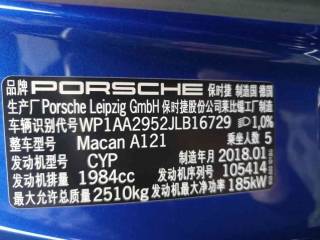 品牌 PORSCHE 保时捷 制造国 德国
生产厂 Porsche Leipzig GmbH 保时捷股份公司莱比锡工厂制造
车辆识别代号 WP1AA2952JLB16729 1,0%
整车型号 Macan A121 乘坐人数 5
发动机型号 CYP 制造年月 2018.01
发动机排量 1984cc 发动机序列号 105414
最大允许总质量 2510kg 发动机最大净功率 185kW